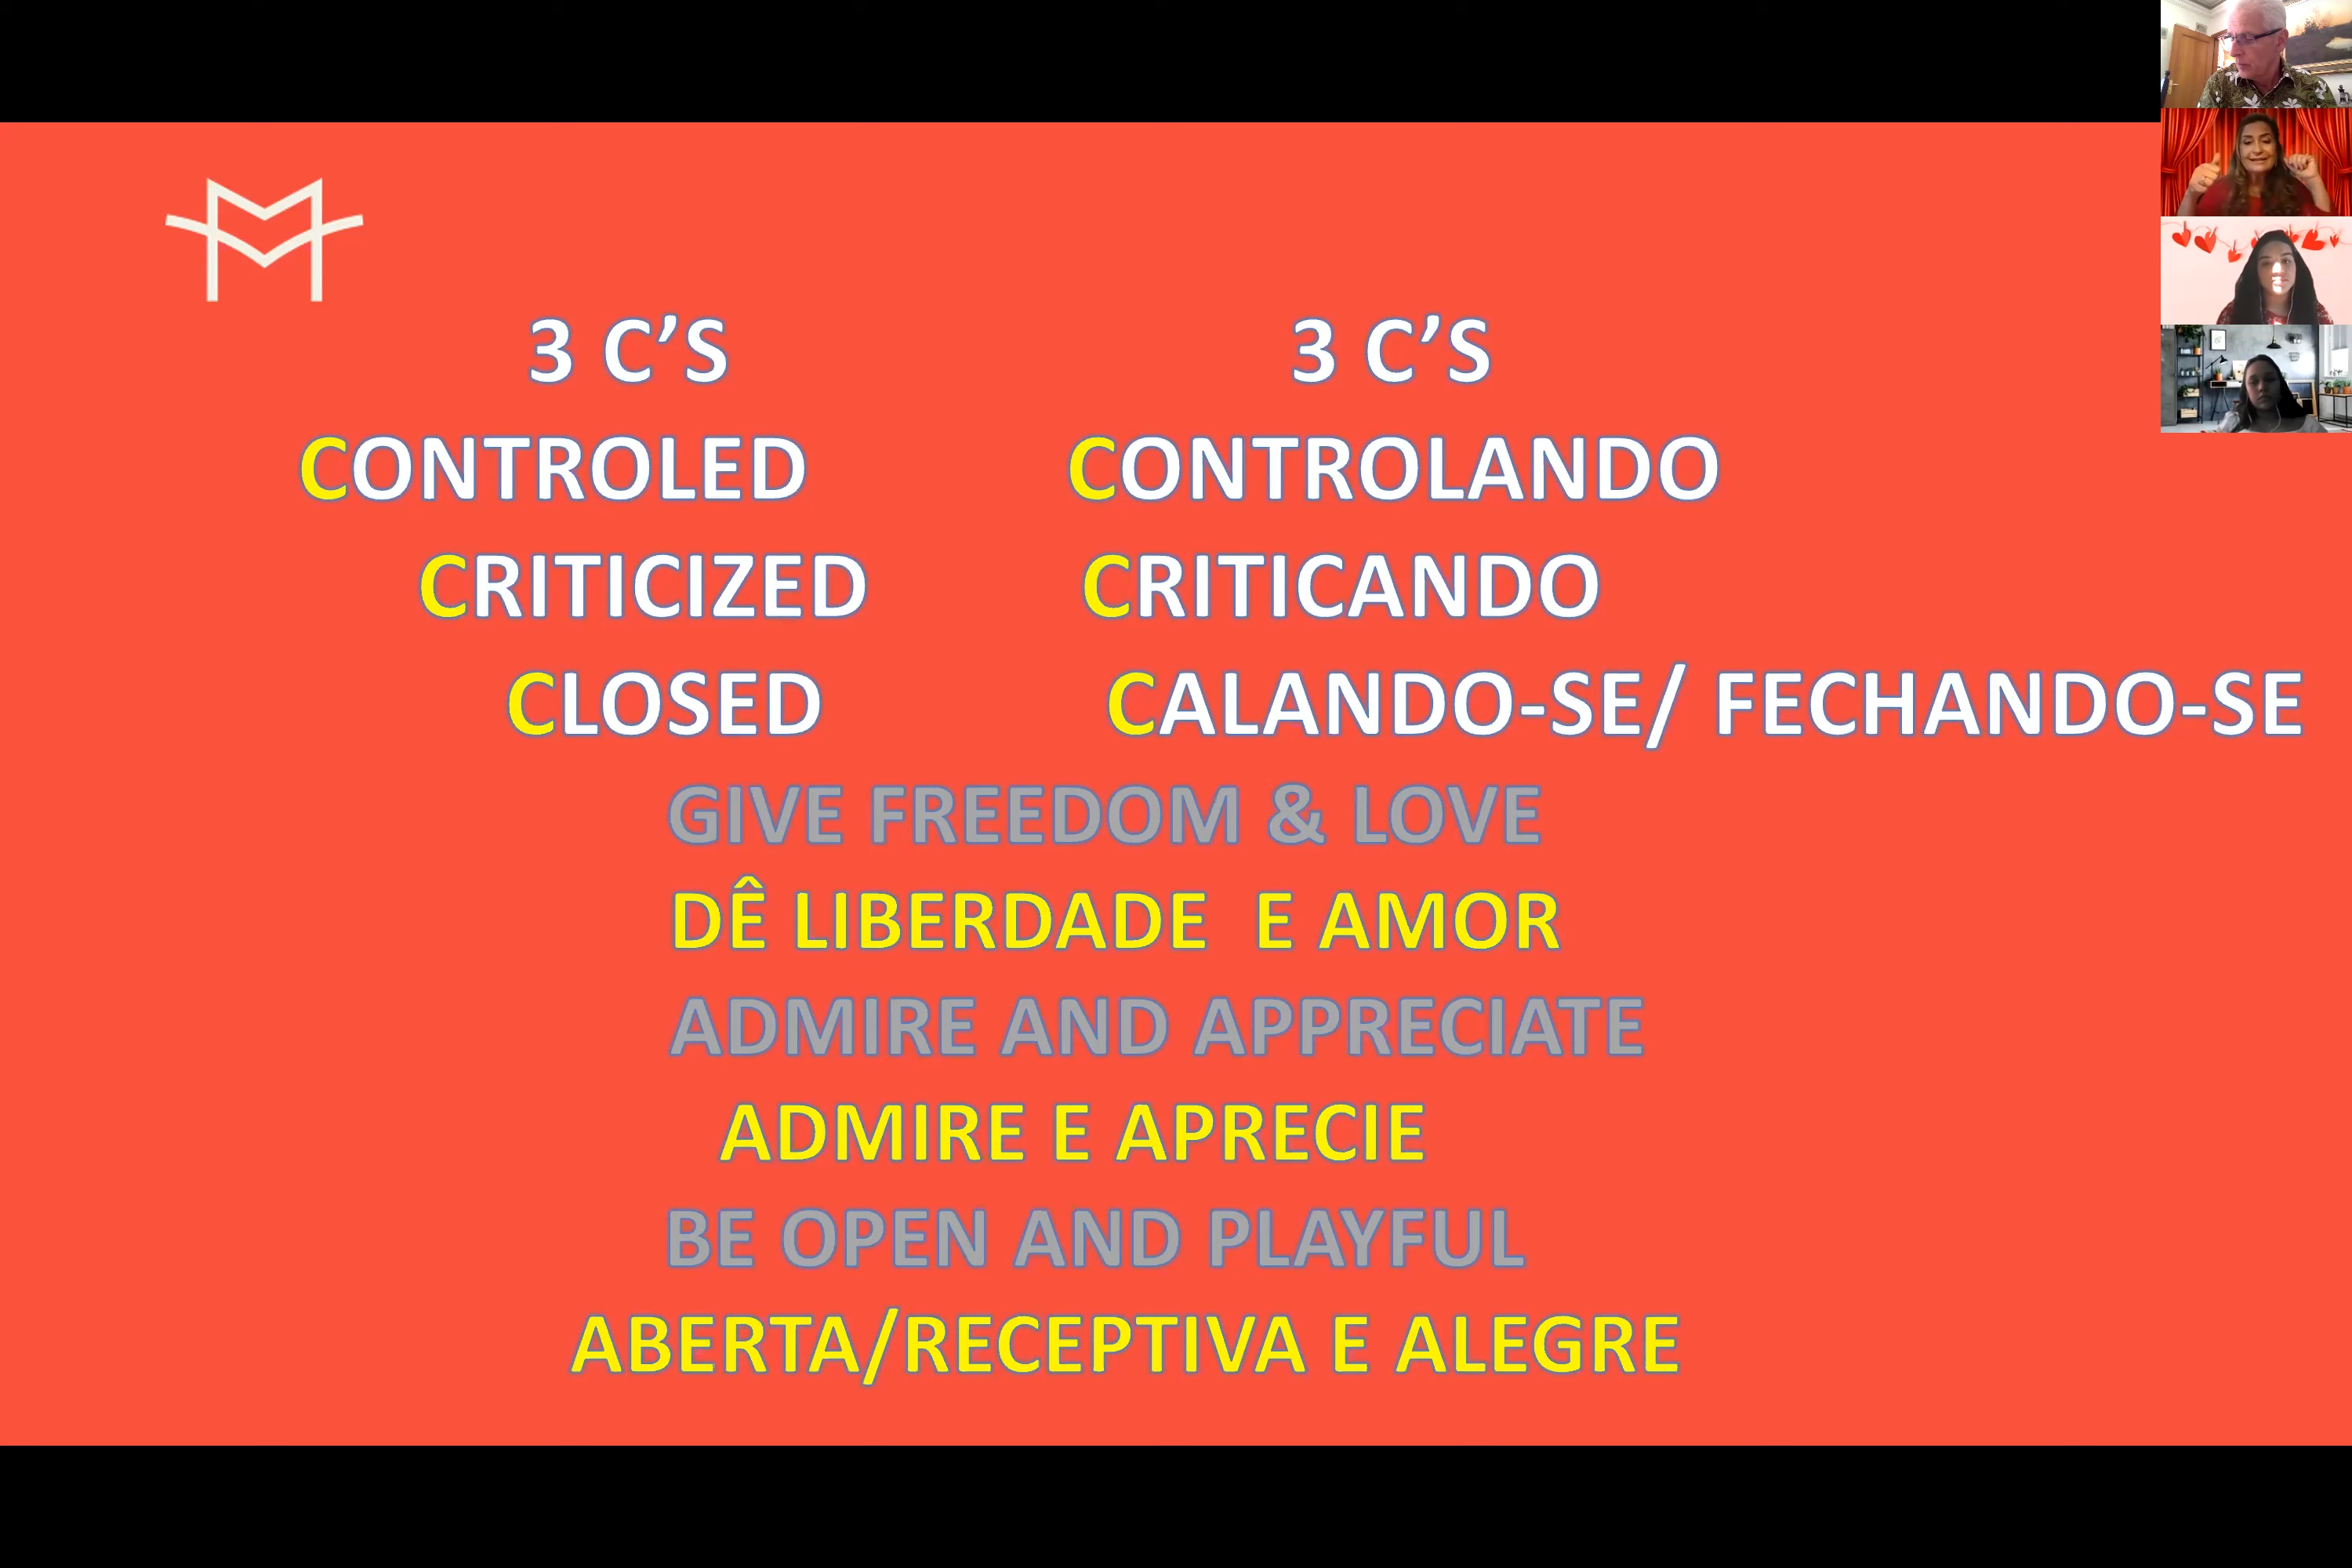 3 C’S 3 C’S
CONTROLED CONTROLANDO
CRITICIZED CRITICANDO
CLOSED CALANDO-SE/ FECHANDO-SE
GIVE FREEDOM & LOVE
DÊ LIBERDADE E AMOR
ADMIRE AND APPRECIATE
ADMIRE E APRECIE
BE OPEN AND PLAYFUL
ABERTA/RECEPTIVA E ALEGRE